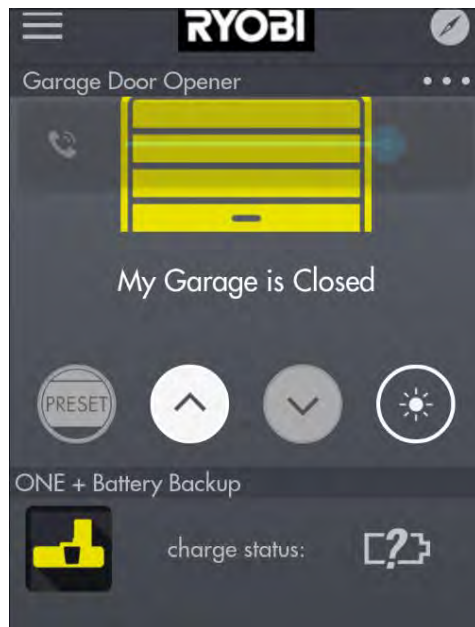 RYOBI
Garage Door Opener
My Garage is Closed
PRESET
ONE + Battery Backup
charge status:
?